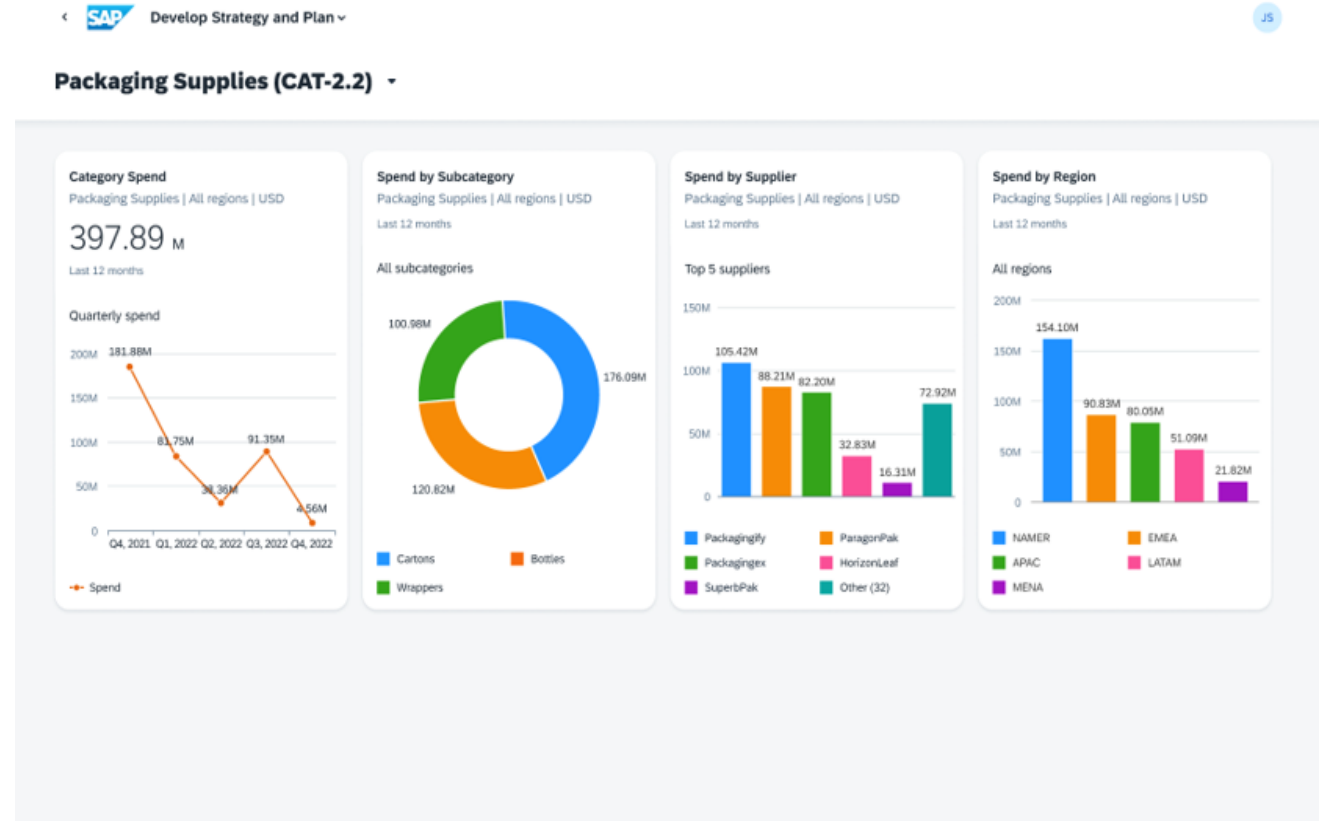 SAP
Develop Strategy and Plan
JS
Packaging Supplies (CAT-2.2)
Category Spend
Packaging Supplies | All regions | USD
397.89 M
Last 12 months
Quarterly spend
200M
181.88M
150M
100M
81.75M
91.35M
50M
4.56M
0
Q4, 2021 Q1, 2022 Q2, 2022 Q3, 2022 Q4, 2022
Spend
Spend by Subcategory
Packaging Supplies | All regions | USD
Last 12 months
All subcategories
100.98M
176.09M
120.82M
Cartons
Bottles
Wrappers
Spend by Supplier
Packaging Supplies | All regions | USD
Last 12 months
Top 5 suppliers
150M
105.42M
100M
88.21M
82.20M
72.92M
50M
32.83M
16.31M
0
Packagingify
ParagonPak
Packagingex
HorizonLeaf
SuperbPak
Other (32)
Spend by Region
Packaging Supplies | All regions | USD
Last 12 months
All regions
200M
154.10M
150M
100M
90.83M
80.05M
51.09M
50M
21.82M
0
NAMER
EMEA
APAC
LATAM
MENA